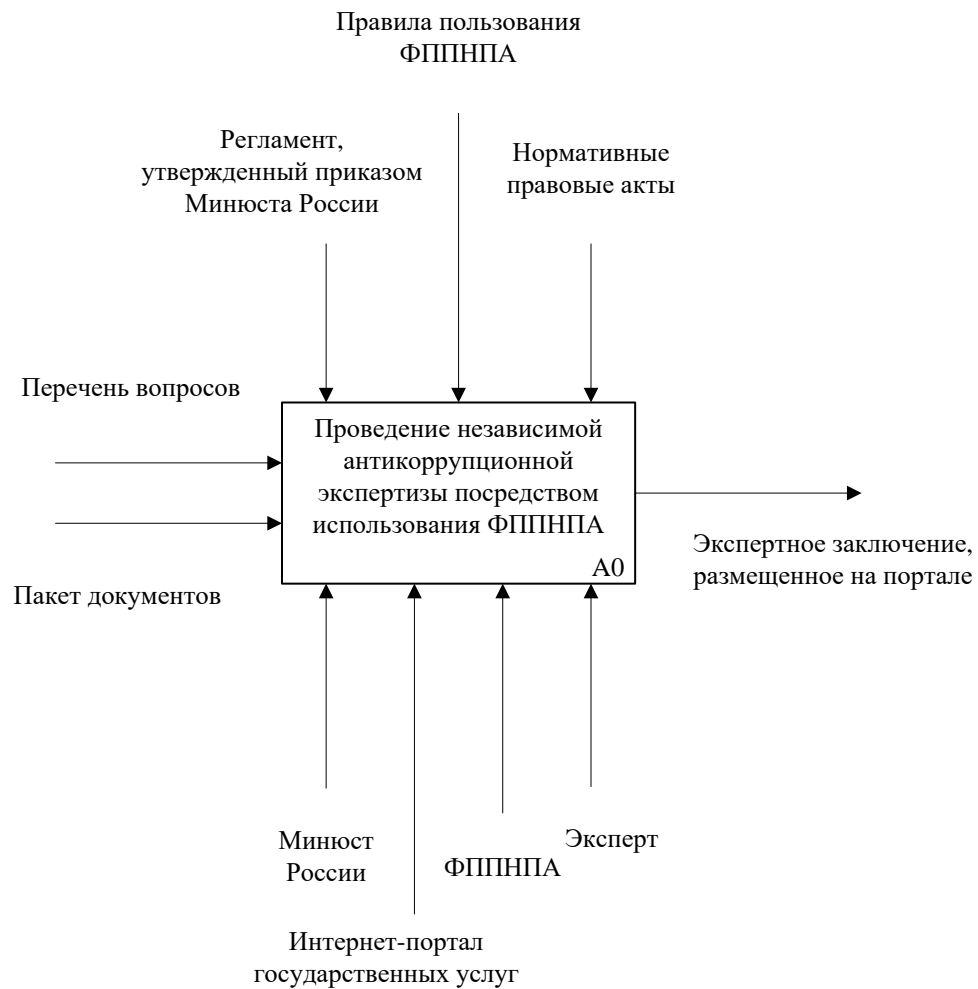 Правила пользования
ФППНПА
Регламент,
утвержденный приказом
Минюста России
Нормативные
правовые акты
Перечень вопросов
Проведение независимой
антикоррупционной
экспертизы посредством
использования ФППНПА
А0
Экспертное заключение,
размещенное на портале
Пакет документов
Минюст
России
ФППНПА
Эксперт
Интернет-портал
государственных услуг